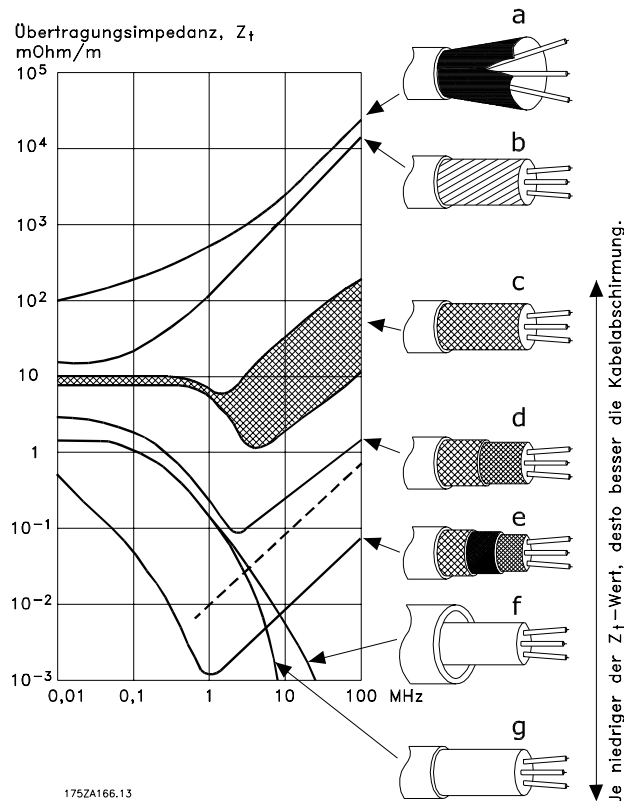 Übertragungsimpedanz, Zt
mOhm/m
10⁵
10⁴
10³
10²
10
1
10⁻¹
10⁻²
10⁻³
0,01 0,1 1 10 100 MHz
a
b
c
d
e
f
g
Je niedriger der Zt-Wert, desto besser die Kabelabschirmung.
175ZA166.13